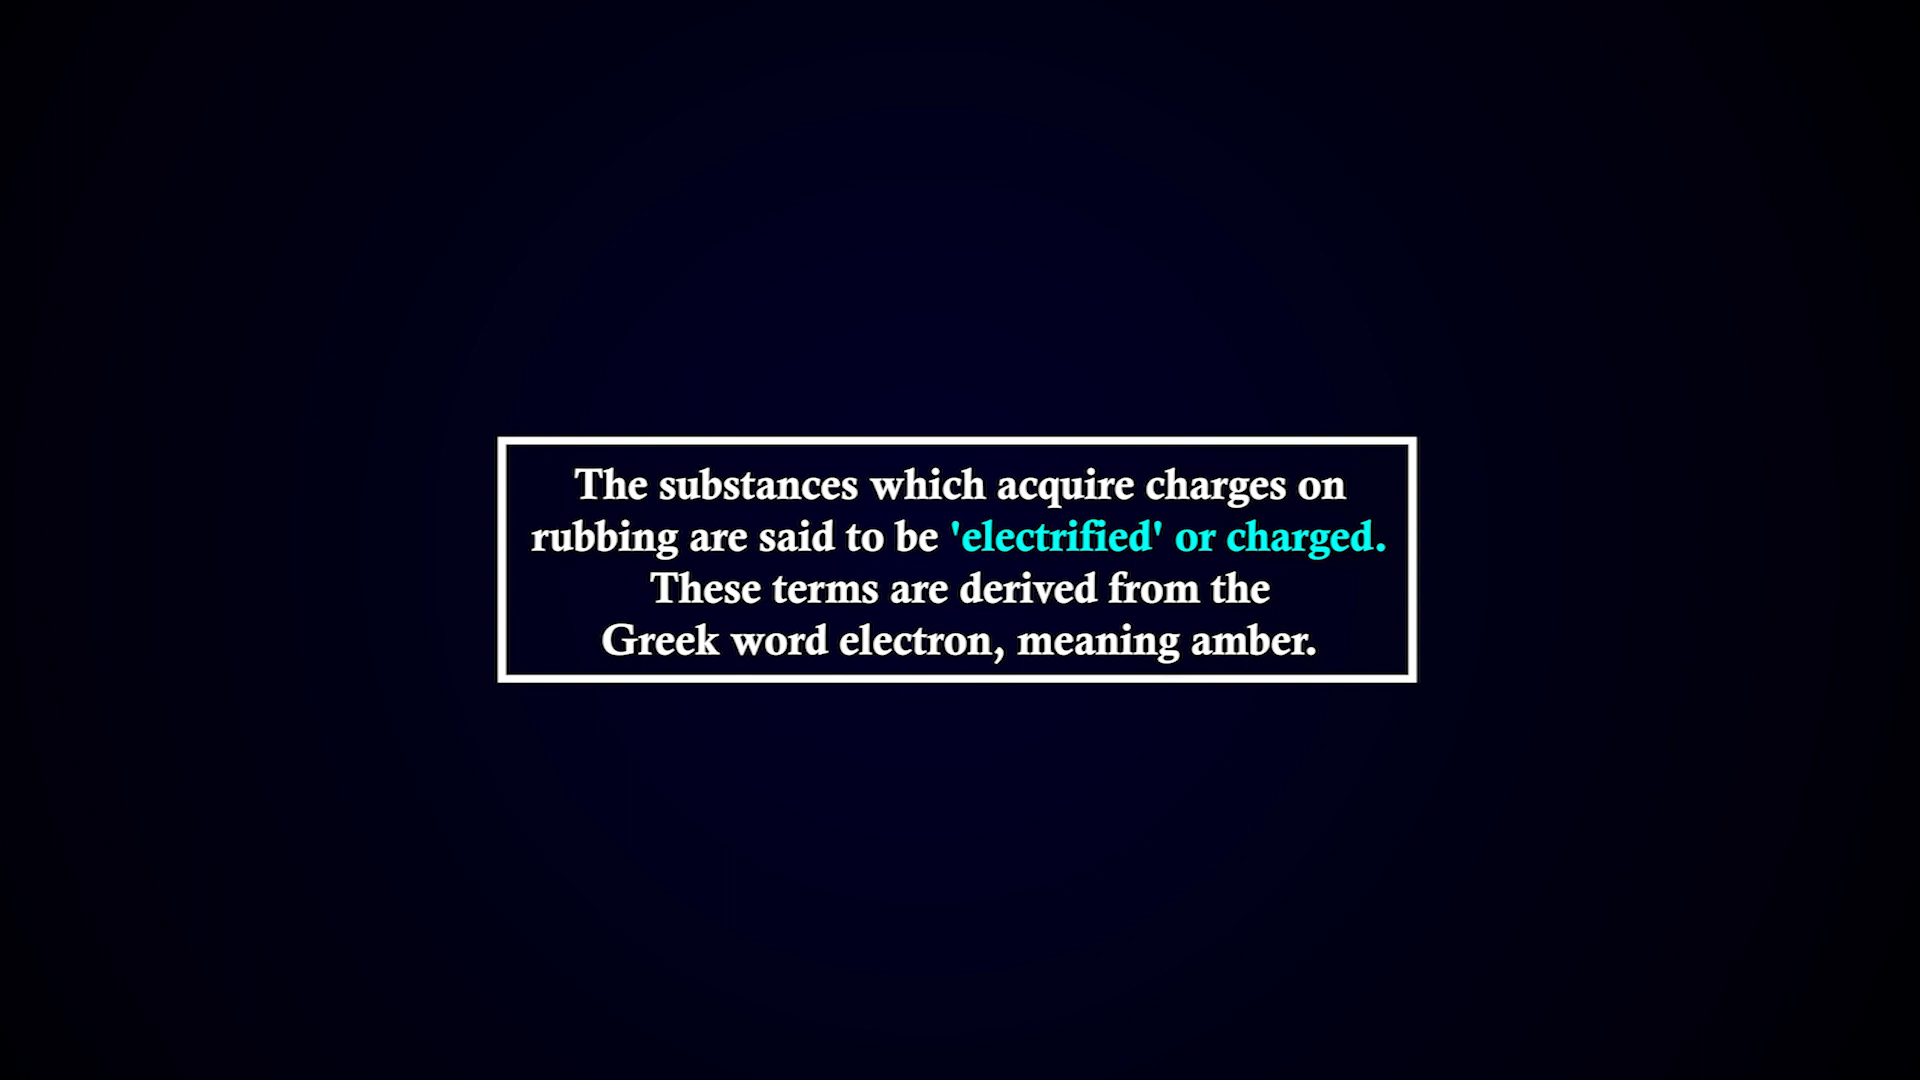 The substances which acquire charges on
rubbing are said to be 'electrified' or charged.
These terms are derived from the
Greek word electron, meaning amber.